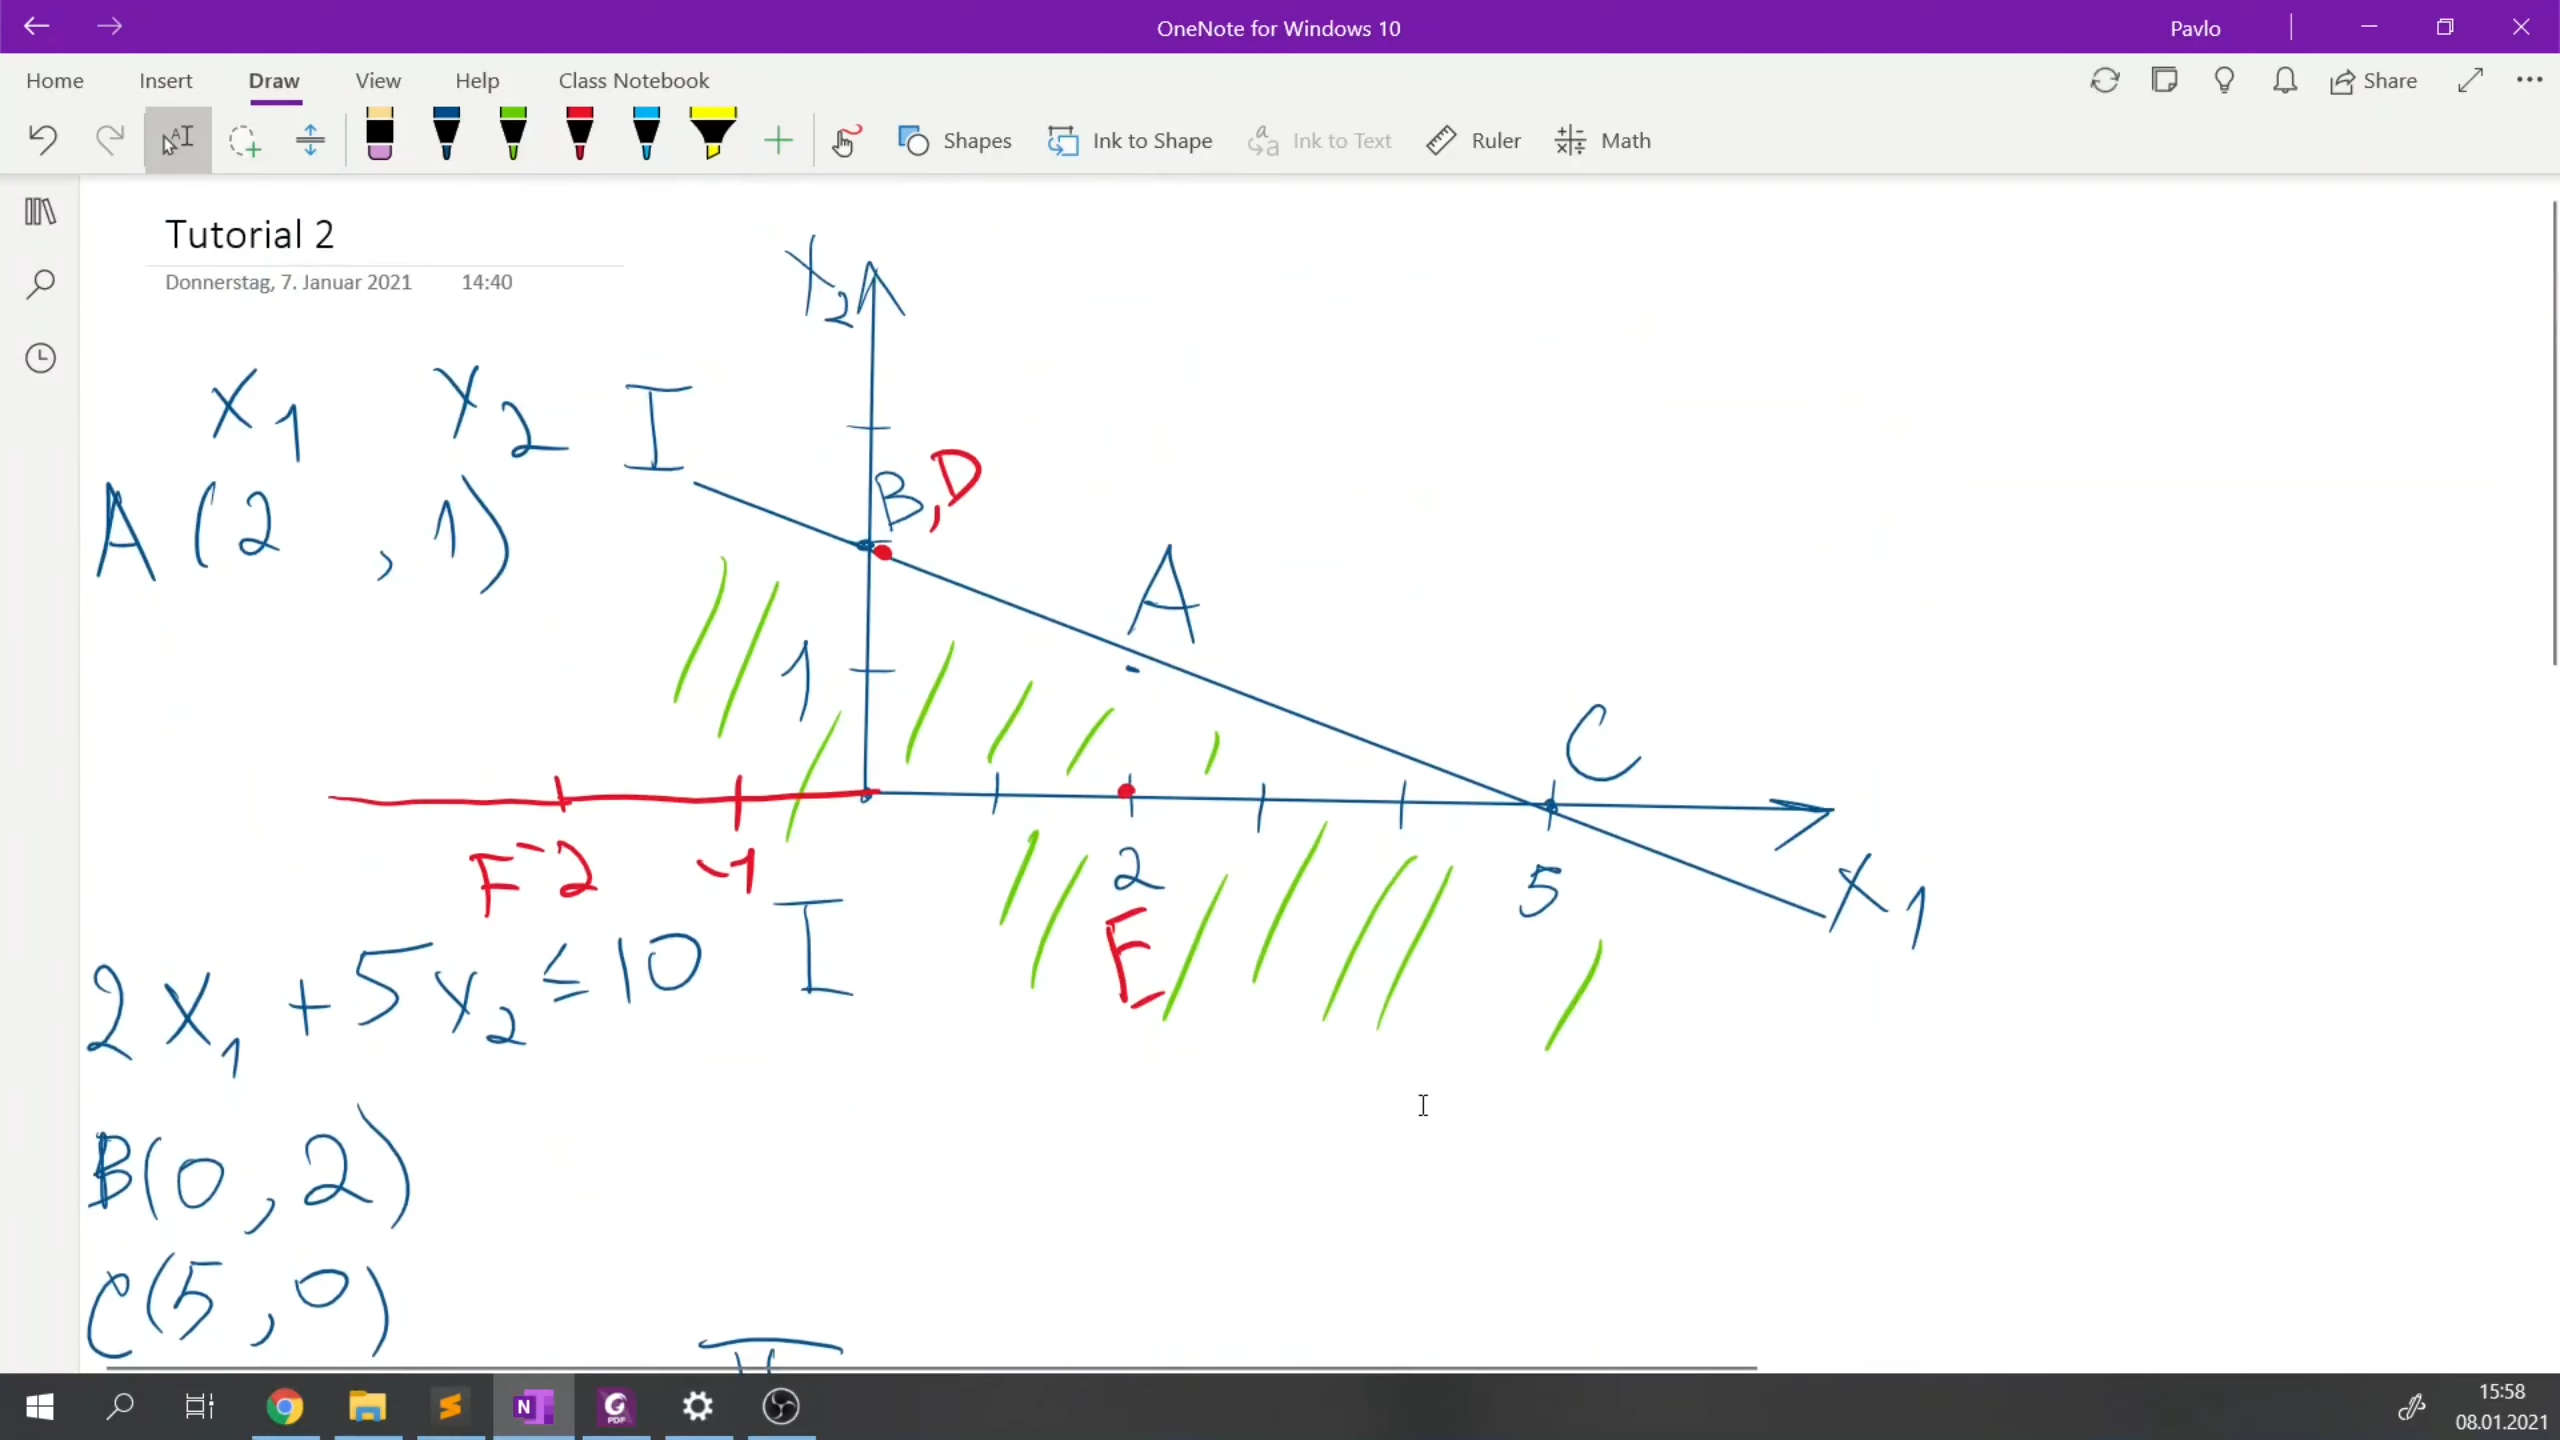 OneNote for Windows 10
Pavlo
Home Insert Draw View Help Class Notebook
Share
Shapes Ink to Shape Ink to Text Ruler Math
Tutorial 2
Donnerstag, 7. Januar 2021 14:40
X2
X1 X2 I
B,D
A (2 , 1)
A
1
C
F -2 -1
2
5
X1
E
2X1 + 5X2 ≤ 10 I
B(0 , 2)
C(5 , 0)
15:58
08.01.2021